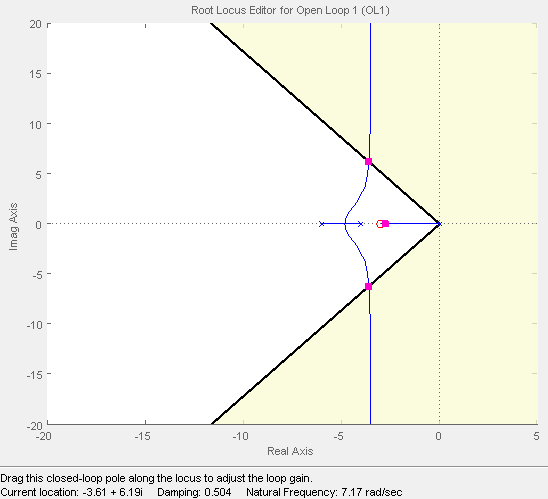 Root Locus Editor for Open Loop 1 (OL1)
20
15
10
5
0
-5
-10
-15
-20
Imag Axis
-20 -15 -10 -5 0 5
Real Axis
Drag this closed-loop pole along the locus to adjust the loop gain.
Current location: -3.61 + 6.19i Damping: 0.504 Natural Frequency: 7.17 rad/sec